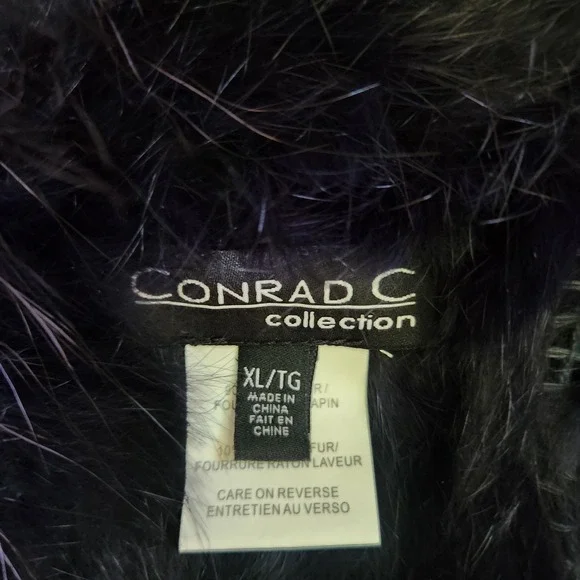 CONRAD C
collection
XL/TG
MADE IN
CHINA
FAIT EN
CHINE
FUR/
FOURRURE RATON LAVEUR
CARE ON REVERSE
ENTRETIEN AU VERSO